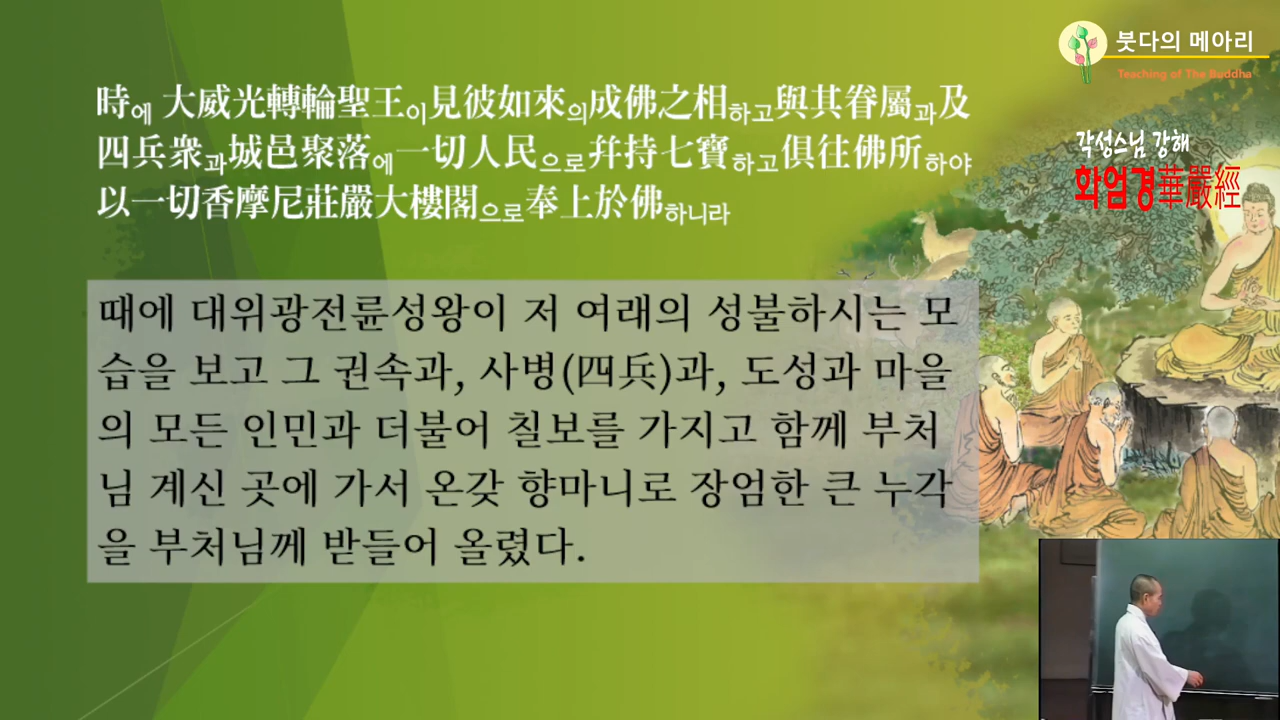 붓다의 메아리
Teaching of The Buddha
각성스님 강해
화엄경華嚴經
時에 大威光轉輪聖王이見彼如來의成佛之相하고與其眷屬과及
四兵衆과城邑聚落에一切人民으로幷持七寶하고俱往佛所하야
以一切香摩尼莊嚴大樓閣으로奉上於佛하니라
때에 대위광전륜성왕이 저 여래의 성불하시는 모
습을 보고 그 권속과, 사병(四兵)과, 도성과 마을
의 모든 인민과 더불어 칠보를 가지고 함께 부처
님 계신 곳에 가서 온갖 향마니로 장엄한 큰 누각
을 부처님께 받들어 올렸다.